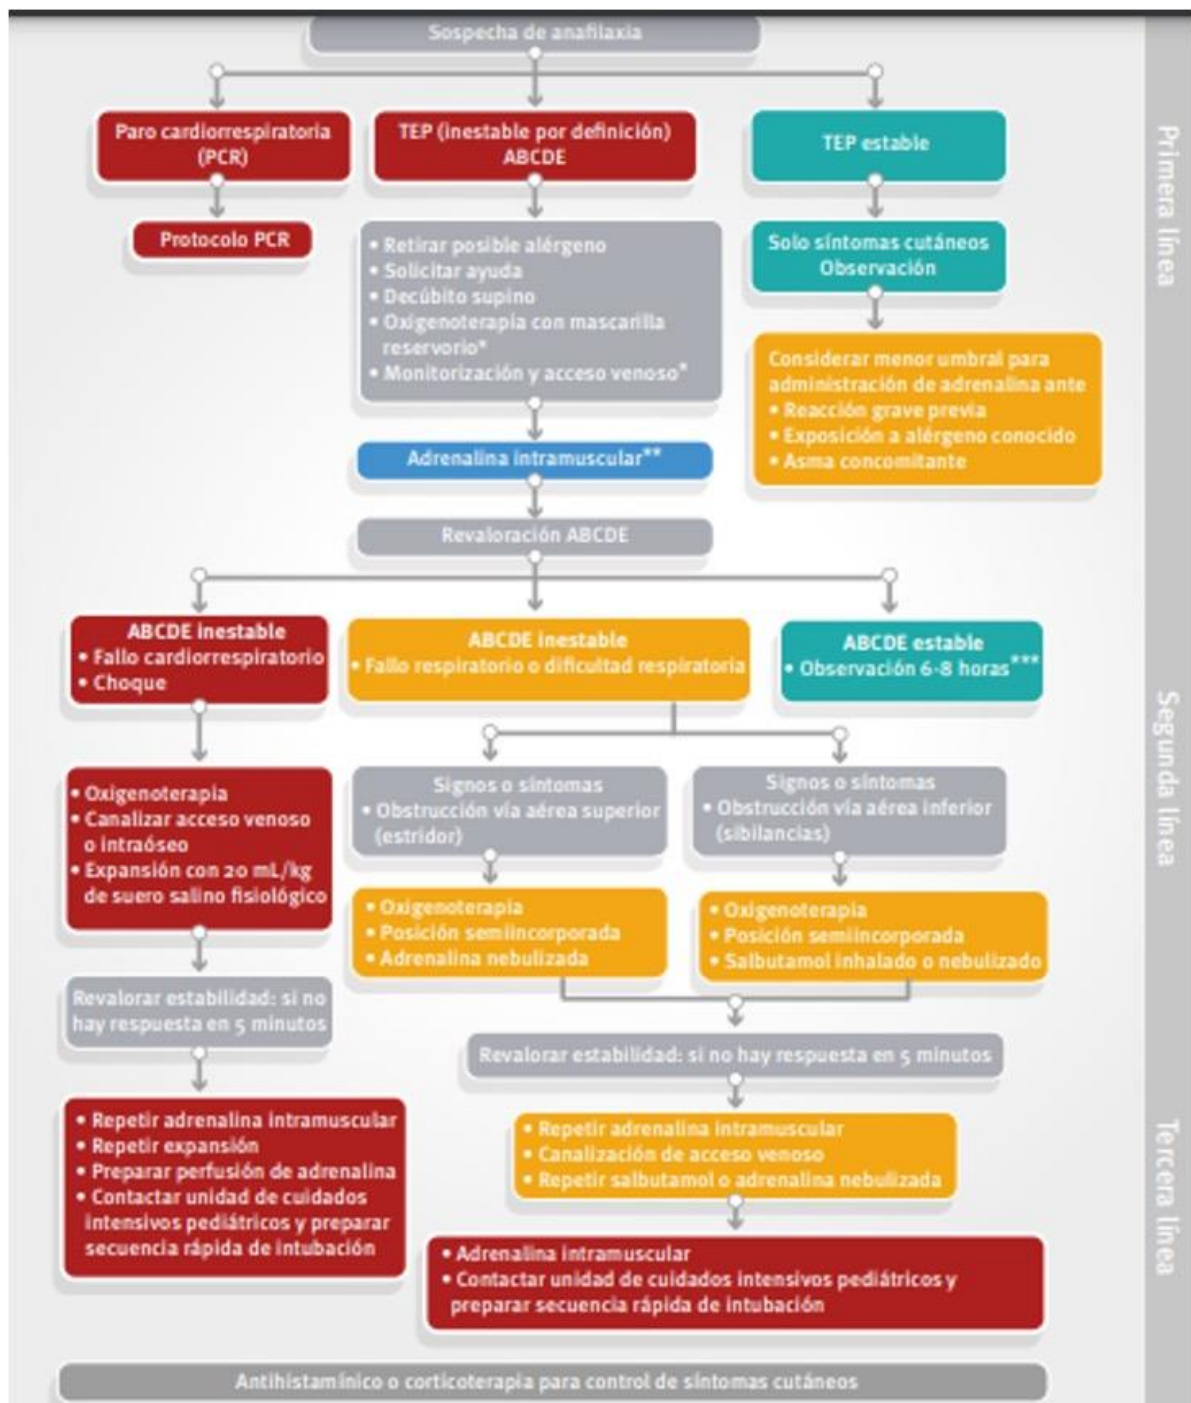 Sospecha de anafilaxia
Paro cardiorrespiratoria
(PCR)
TEP (inestable por definición)
ABCDE
TEP estable
Protocolo PCR
• Retirar posible alérgeno
• Solicitar ayuda
• Decúbito supino
• Oxigenoterapia con mascarilla
reservorio*
• Monitorización y acceso venoso*
Solo síntomas cutáneos
Observación
Considerar menor umbral para
administración de adrenalina ante
• Reacción grave previa
• Exposición a alérgeno conocido
• Asma concomitante
Primera línea
Adrenalina intramuscular**
Revaloración ABCDE
ABCDE inestable
• Fallo cardiorrespiratorio
• Choque
ABCDE inestable
• Fallo respiratorio o dificultad respiratoria
ABCDE estable
• Observación 6-8 horas***
• Oxigenoterapia
• Canalizar acceso venoso
o intraóseo
• Expansión con 20 mL/kg
de suero salino fisiológico
Signos o síntomas
• Obstrucción vía aérea superior
(estridor)
Signos o síntomas
• Obstrucción vía aérea inferior
(sibilancias)
• Oxigenoterapia
• Posición semiincorporada
• Adrenalina nebulizada
• Oxigenoterapia
• Posición semiincorporada
• Salbutamol inhalado o nebulizado
Segunda línea
Revalorar estabilidad: si no
hay respuesta en 5 minutos
Revalorar estabilidad: si no hay respuesta en 5 minutos
• Repetir adrenalina intramuscular
• Repetir expansión
• Preparar perfusión de adrenalina
• Contactar unidad de cuidados
intensivos pediátricos y preparar
secuencia rápida de intubación
• Repetir adrenalina intramuscular
• Canalización de acceso venoso
• Repetir salbutamol o adrenalina nebulizada
• Adrenalina intramuscular
• Contactar unidad de cuidados intensivos pediátricos y
preparar secuencia rápida de intubación
Tercera línea
Antihistamínico o corticoterapia para control de síntomas cutáneos